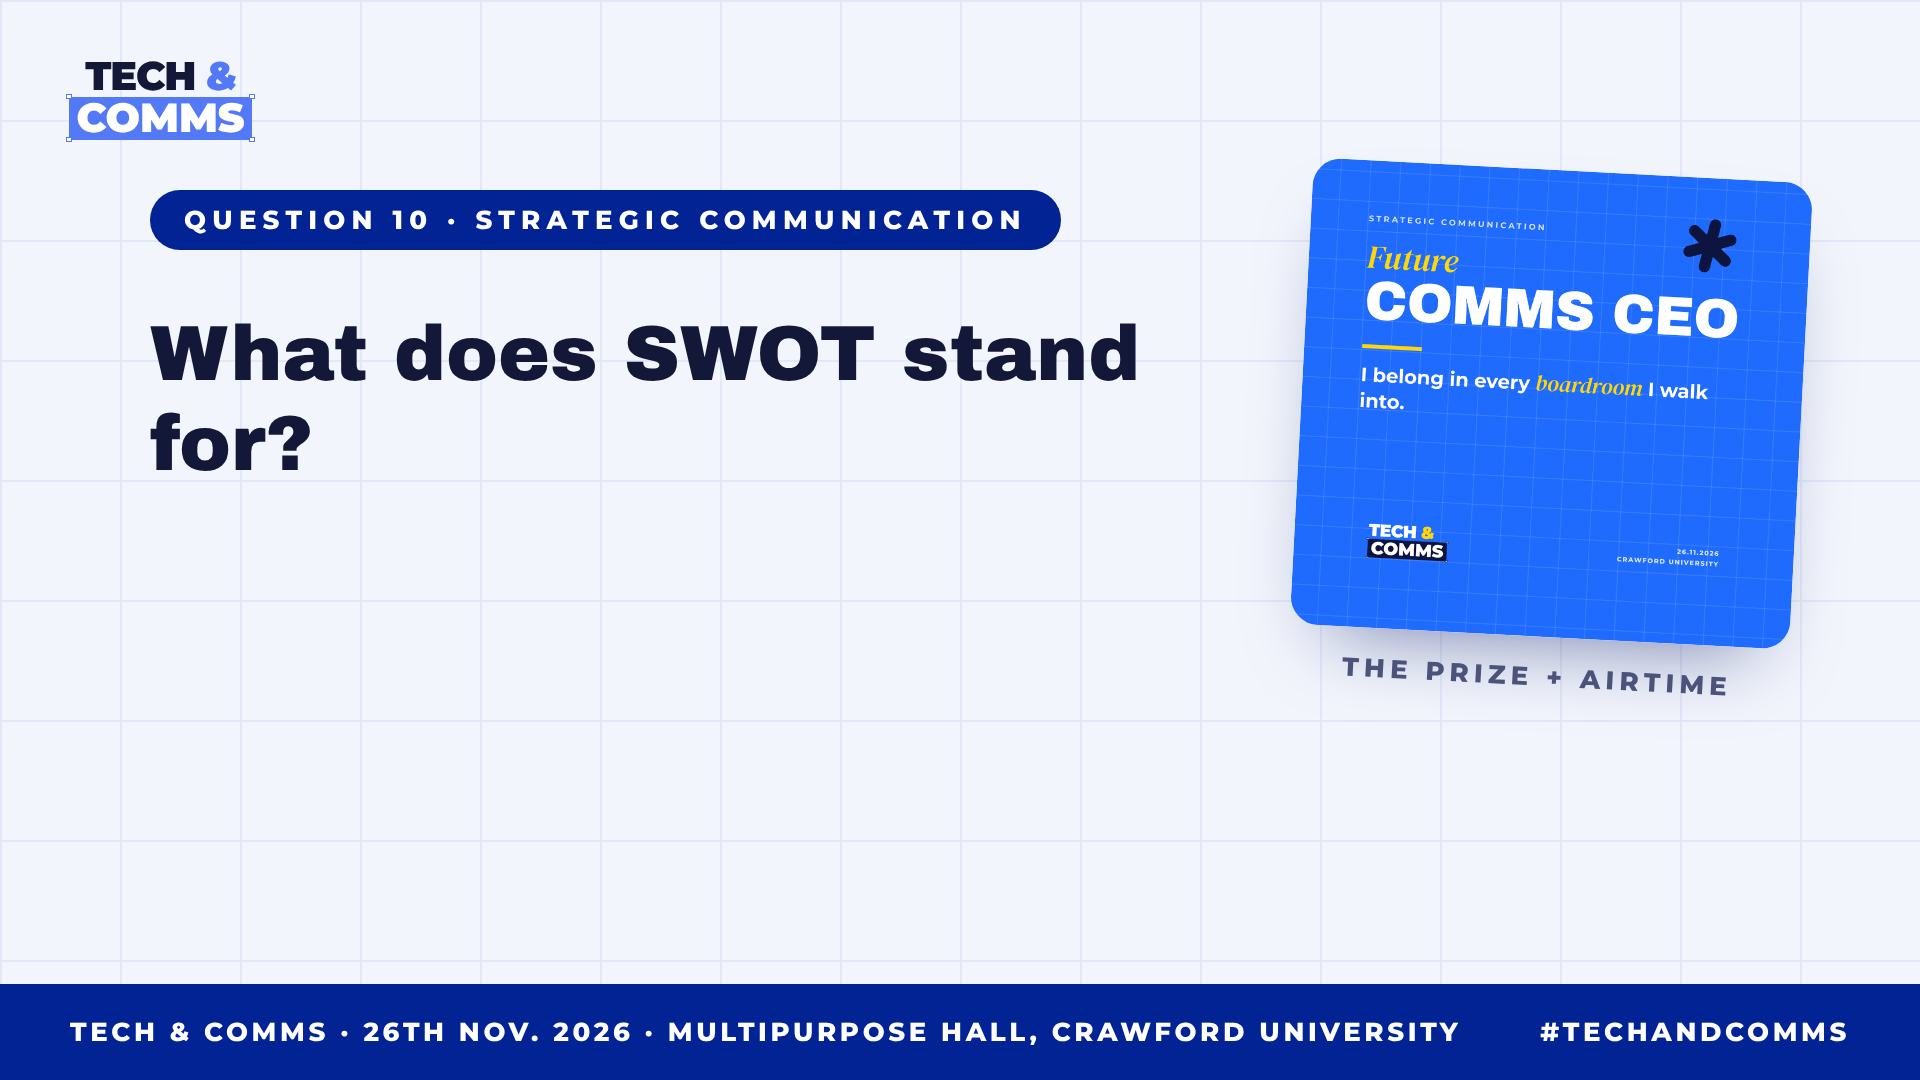 TECH &
COMMS
QUESTION 10 · STRATEGIC COMMUNICATION
What does SWOT stand
for?
STRATEGIC COMMUNICATION
Future
COMMS CEO
I belong in every boardroom I walk
into.
TECH &
COMMS
26.11.2026
CRAWFORD UNIVERSITY
THE PRIZE + AIRTIME
TECH & COMMS · 26TH NOV. 2026 · MULTIPURPOSE HALL, CRAWFORD UNIVERSITY
#TECHANDCOMMS